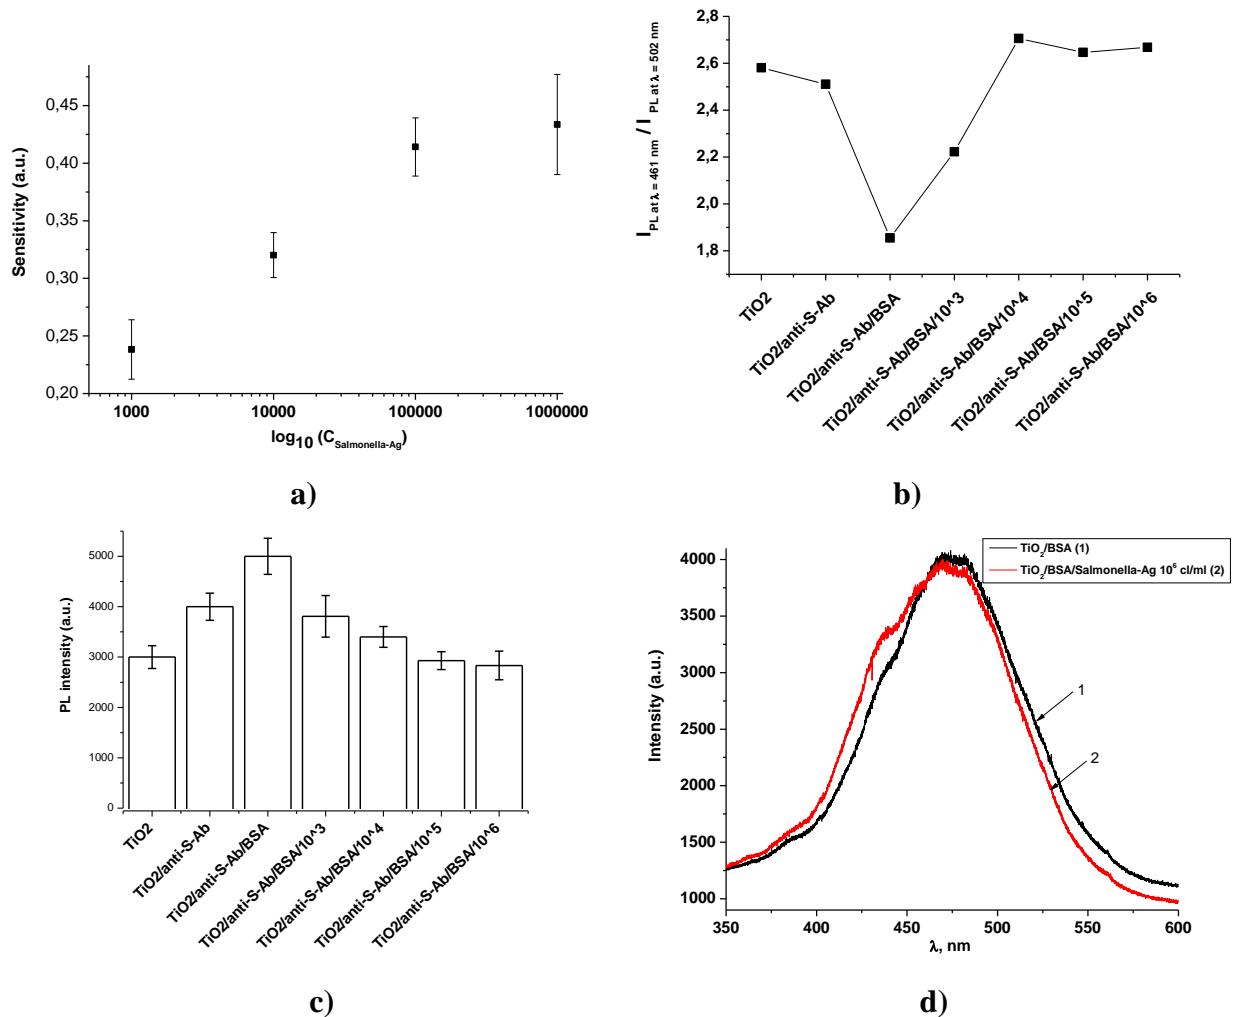 0,45
0,40
0,35
0,30
0,25
0,20
Sensitivity (a.u.)
1000 10000 100000 1000000
log10 (CSalmonella-Ag)
a)
2,8
2,6
2,4
2,2
2,0
1,8
I PL at λ = 461 nm / I PL at λ = 502 nm
TiO2
TiO2/anti-S-Ab
TiO2/anti-S-Ab/BSA
TiO2/anti-S-Ab/BSA/10^3
TiO2/anti-S-Ab/BSA/10^4
TiO2/anti-S-Ab/BSA/10^5
TiO2/anti-S-Ab/BSA/10^6
b)
5000
4000
3000
2000
1000
0
PL intensity (a.u.)
TiO2
TiO2/anti-S-Ab
TiO2/anti-S-Ab/BSA
TiO2/anti-S-Ab/BSA/10^3
TiO2/anti-S-Ab/BSA/10^4
TiO2/anti-S-Ab/BSA/10^5
TiO2/anti-S-Ab/BSA/10^6
c)
TiO2/BSA (1)
TiO2/BSA/Salmonella-Ag 10^6 cl/ml (2)
4000
3500
3000
2500
2000
1500
1000
Intensity (a.u.)
1
2
350 400 450 500 550 600
λ, nm
d)